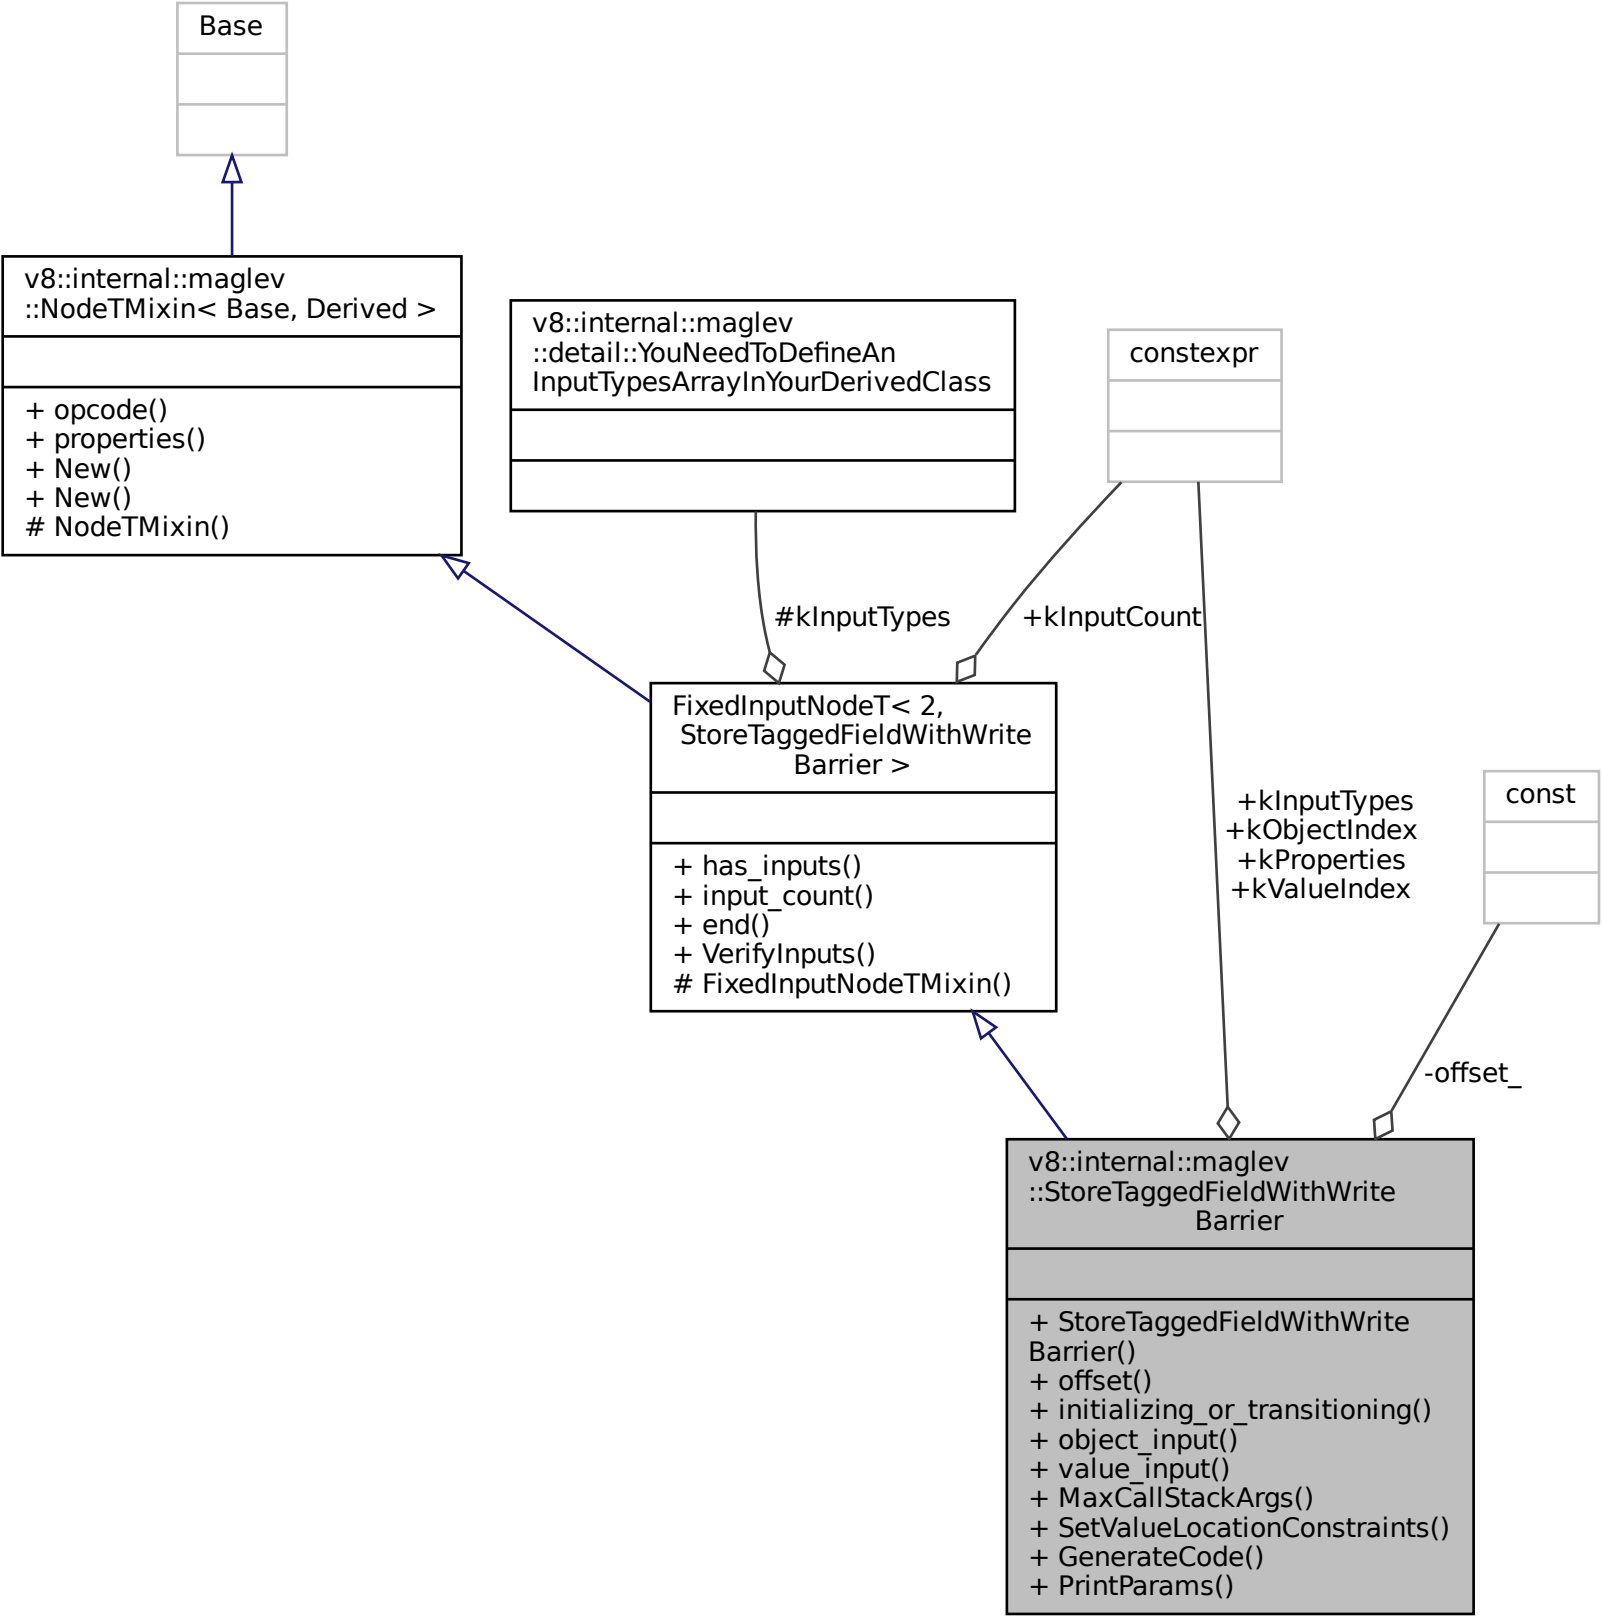 Base
v8::internal::maglev
::NodeTMixin< Base, Derived >
+ opcode()
+ properties()
+ New()
+ New()
# NodeTMixin()
v8::internal::maglev
::detail::YouNeedToDefineAn
InputTypesArrayInYourDerivedClass
constexpr
#kInputTypes
+kInputCount
FixedInputNodeT< 2,
StoreTaggedFieldWithWrite
Barrier >
+ has_inputs()
+ input_count()
+ end()
+ VerifyInputs()
# FixedInputNodeTMixin()
+kInputTypes
+kObjectIndex
+kProperties
+kValueIndex
const
-offset_
v8::internal::maglev
::StoreTaggedFieldWithWrite
Barrier
+ StoreTaggedFieldWithWrite
Barrier()
+ offset()
+ initializing_or_transitioning()
+ object_input()
+ value_input()
+ MaxCallStackArgs()
+ SetValueLocationConstraints()
+ GenerateCode()
+ PrintParams()